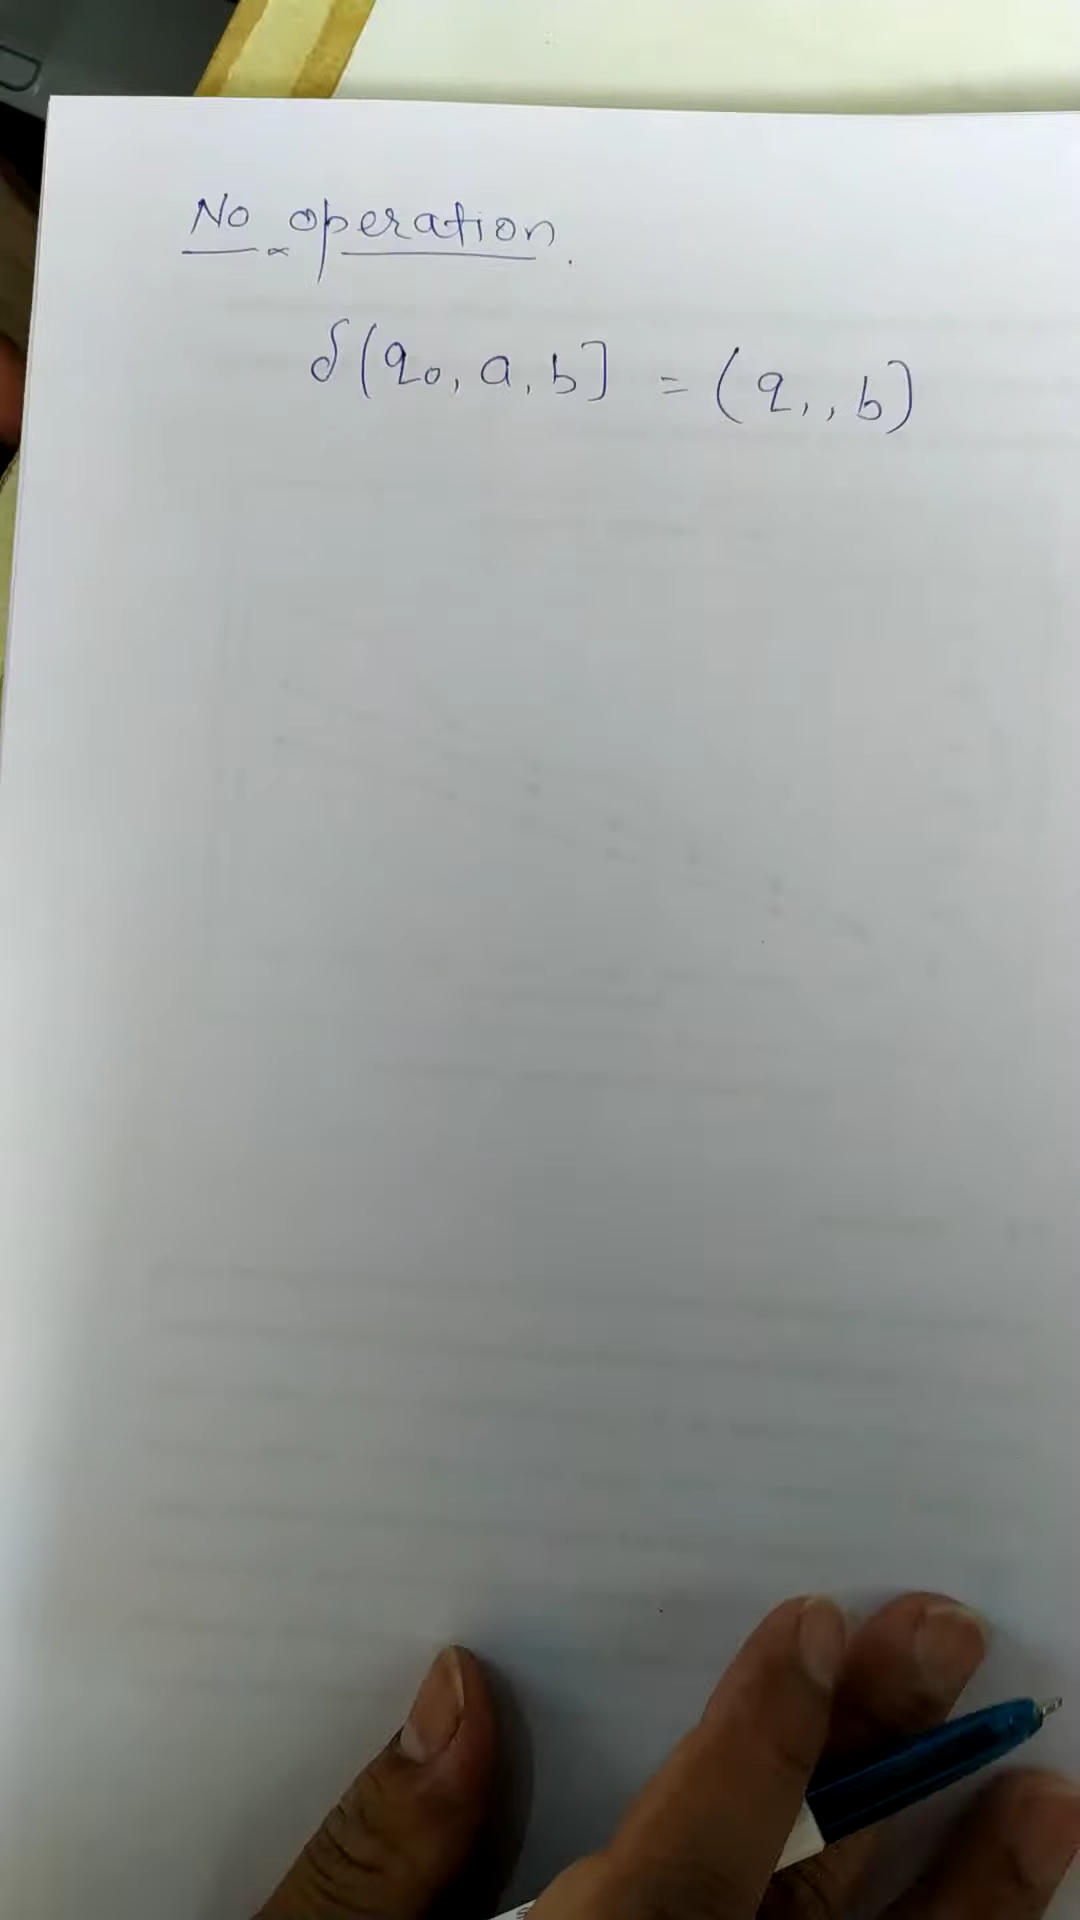 No operation.
δ(q₀, a, b] = (q₁, b)